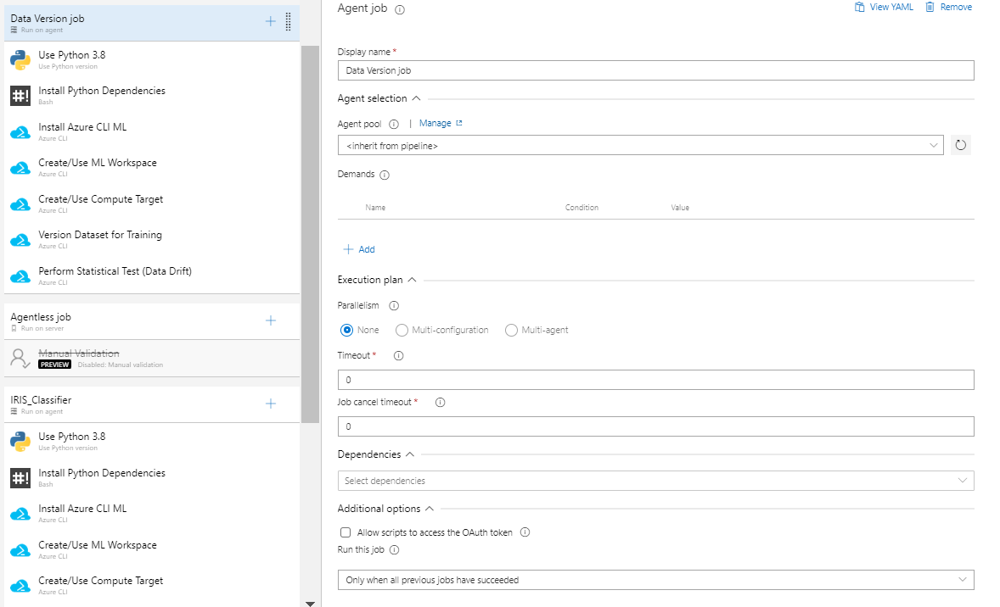 Data Version job
Run on agent
Use Python 3.8
Use Python version
#!
Install Python Dependencies
Bash
Install Azure CLI ML
Azure CLI
Create/Use ML Workspace
Azure CLI
Create/Use Compute Target
Azure CLI
Version Dataset for Training
Azure CLI
Perform Statistical Test (Data Drift)
Azure CLI
Agentless job
Run on server
Manual Validation
PREVIEW Disabled: Manual validation
IRIS_Classifier
Run on agent
Use Python 3.8
Use Python version
#!
Install Python Dependencies
Bash
Install Azure CLI ML
Azure CLI
Create/Use ML Workspace
Azure CLI
Create/Use Compute Target
Azure CLI
Agent job
View YAML Remove
Display name *
Data Version job
Agent selection
Agent pool | Manage
<inherit from pipeline>
Demands
Name Condition Value
+ Add
Execution plan
Parallelism
None Multi-configuration Multi-agent
Timeout *
0
Job cancel timeout *
0
Dependencies
Select dependencies
Additional options
Allow scripts to access the OAuth token
Run this job
Only when all previous jobs have succeeded